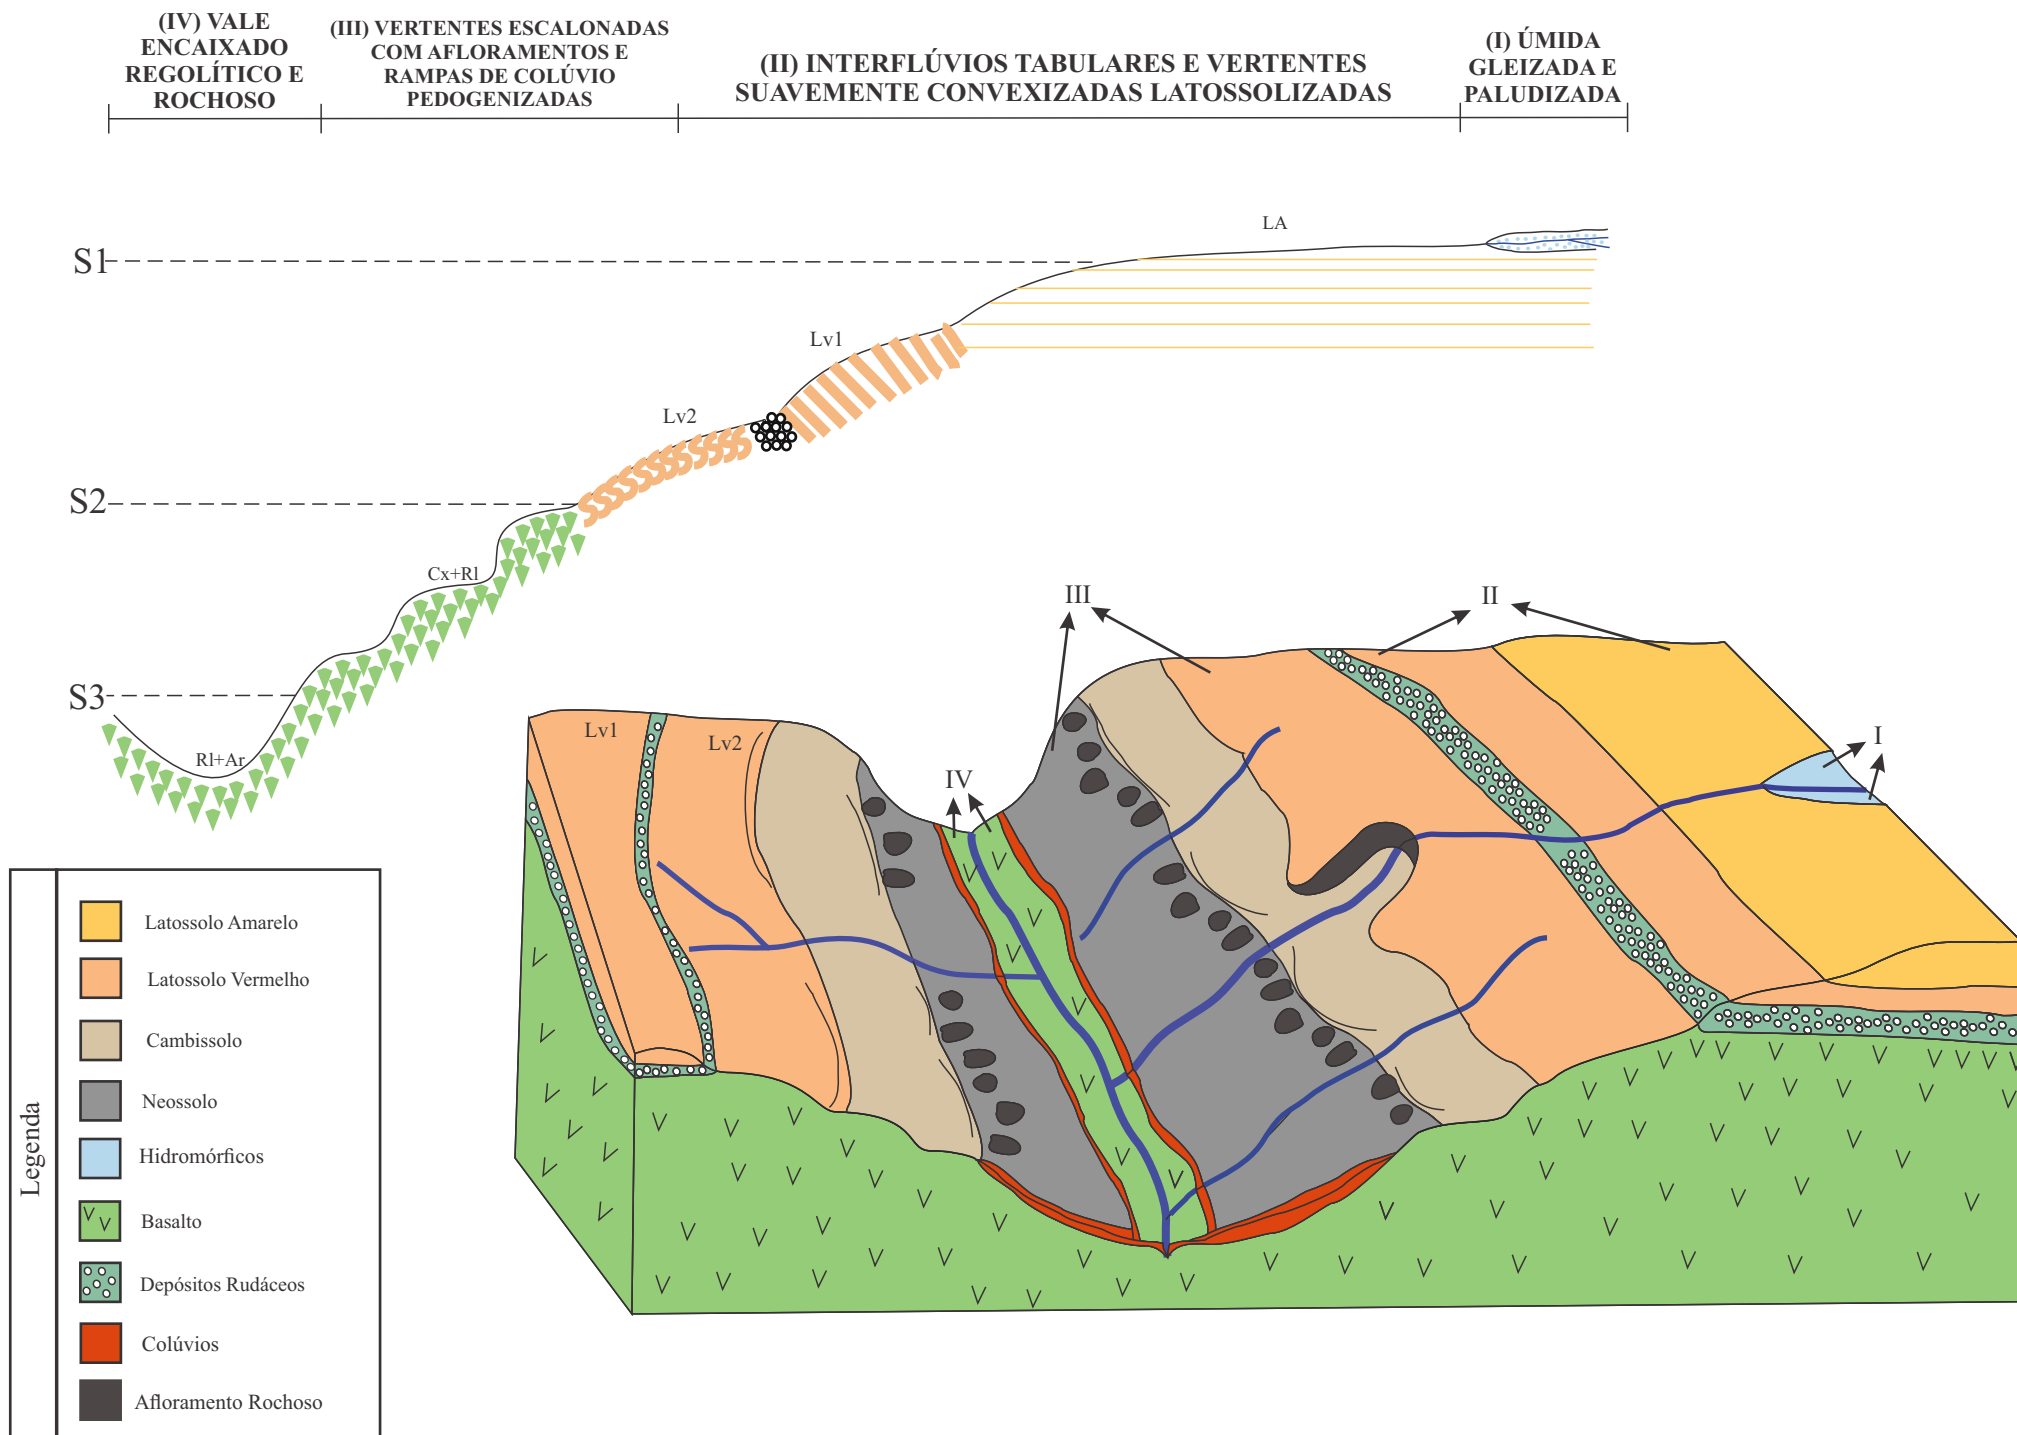 (IV) VALE
ENCAIXADO
REGOLÍTICO E
ROCHOSO
(III) VERTENTES ESCALONADAS
COM AFLORAMENTOS E
RAMPAS DE COLÚVIO
PEDOGENIZADAS
(II) INTERFLÚVIOS TABULARES E VERTENTES
SUAVEMENTE CONVEXIZADAS LATOSSOLIZADAS
(I) ÚMIDA
GLEIZADA E
PALUDIZADA
LA
S1
Lv1
Lv2
S2
Cx+Rl
S3
Rl+Ar
III
II
I
IV
Lv1
Lv2
Legenda
Latossolo Amarelo
Latossolo Vermelho
Cambissolo
Neossolo
Hidromórficos
Basalto
Depósitos Rudáceos
Colúvios
Afloramento Rochoso